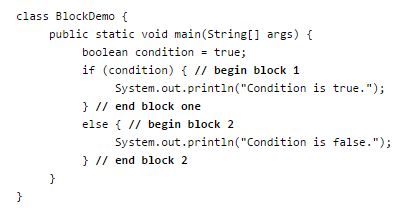 class BlockDemo {
public static void main(String[] args) {
boolean condition = true;
if (condition) { // begin block 1
System.out.println("Condition is true.");
} // end block one
else { // begin block 2
System.out.println("Condition is false.");
} // end block 2
}
}